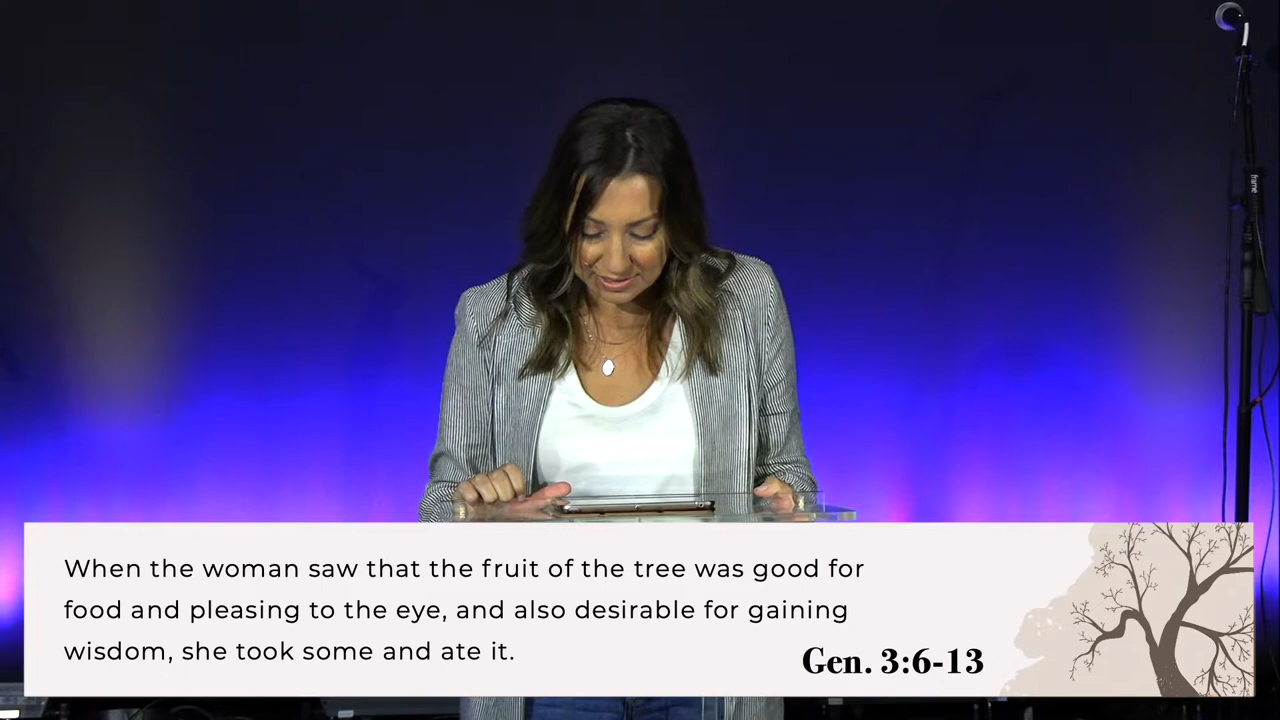 frame
When the woman saw that the fruit of the tree was good for
food and pleasing to the eye, and also desirable for gaining
wisdom, she took some and ate it.
Gen. 3:6-13